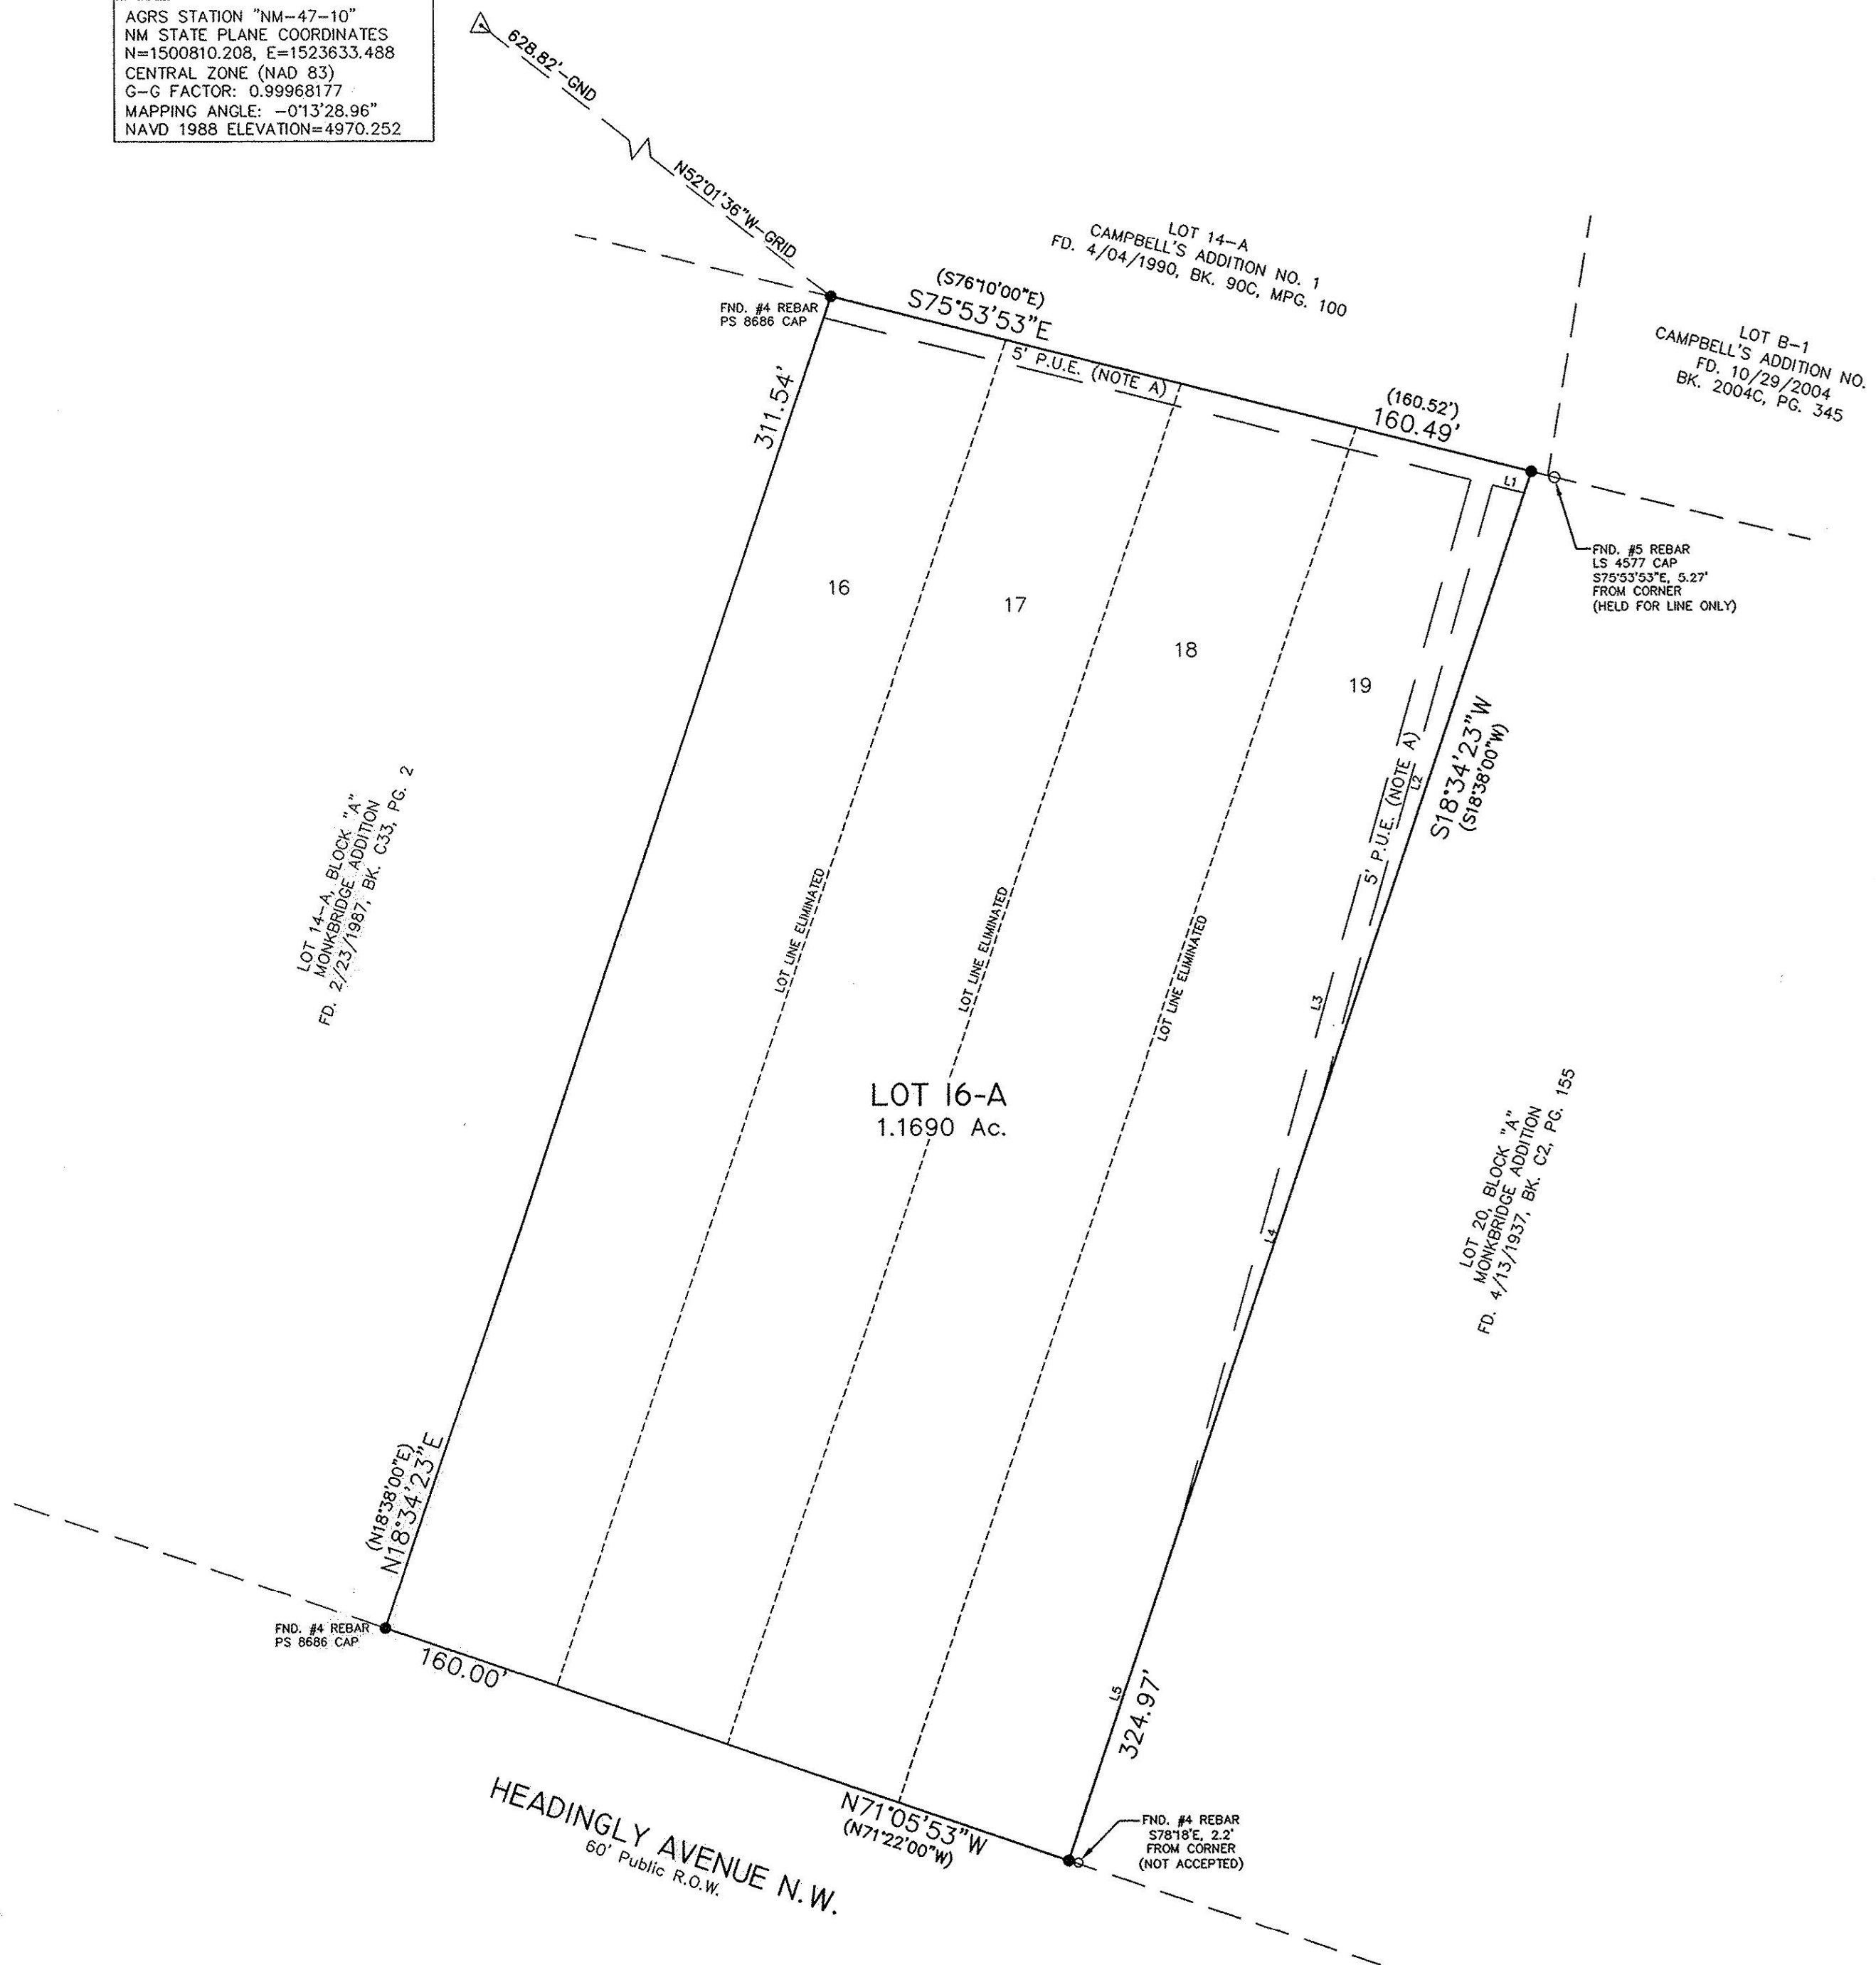 AGRS STATION "NM-47-10"
NM STATE PLANE COORDINATES
N=1500810.208, E=1523633.488
CENTRAL ZONE (NAD 83)
G-G FACTOR: 0.99968177
MAPPING ANGLE: -0°13'28.96"
NAVD 1988 ELEVATION=4970.252
628.82'-GND
N52°01'36"W-GRID
LOT 14-A
CAMPBELL'S ADDITION NO. 1
FD. 4/04/1990, BK. 90C, MPG. 100
(S76°10'00"E)
S75°53'53"E
FND. #4 REBAR
PS 8686 CAP
5' P.U.E. (NOTE A)
(160.52')
160.49'
LOT B-1
CAMPBELL'S ADDITION NO.
FD. 10/29/2004
BK. 2004C, PG. 345
L1
FND. #5 REBAR
LS 4577 CAP
S75°53'53"E, 5.27'
FROM CORNER
(HELD FOR LINE ONLY)
311.54'
16
17
18
19
S18°34'23"W
(S18°38'00"W)
5' P.U.E. (NOTE A)
L2
LOT 14-A, BLOCK "A"
MONKBRIDGE ADDITION
FD. 2/23/1987, BK. C33, PG. 2
LOT LINE ELIMINATED
LOT LINE ELIMINATED
LOT LINE ELIMINATED
L3
LOT 16-A
1.1690 Ac.
L4
LOT 20, BLOCK "A"
MONKBRIDGE ADDITION
FD. 4/13/1937, BK. C2, PG. 155
(N18°38'00"E)
N18°34'23"E
FND. #4 REBAR
PS 8686 CAP
160.00'
L5
324.97'
N71°05'53"W
(N71°22'00"W)
FND. #4 REBAR
S78°18'E, 2.2'
FROM CORNER
(NOT ACCEPTED)
HEADINGLY AVENUE N.W.
60' Public R.O.W.